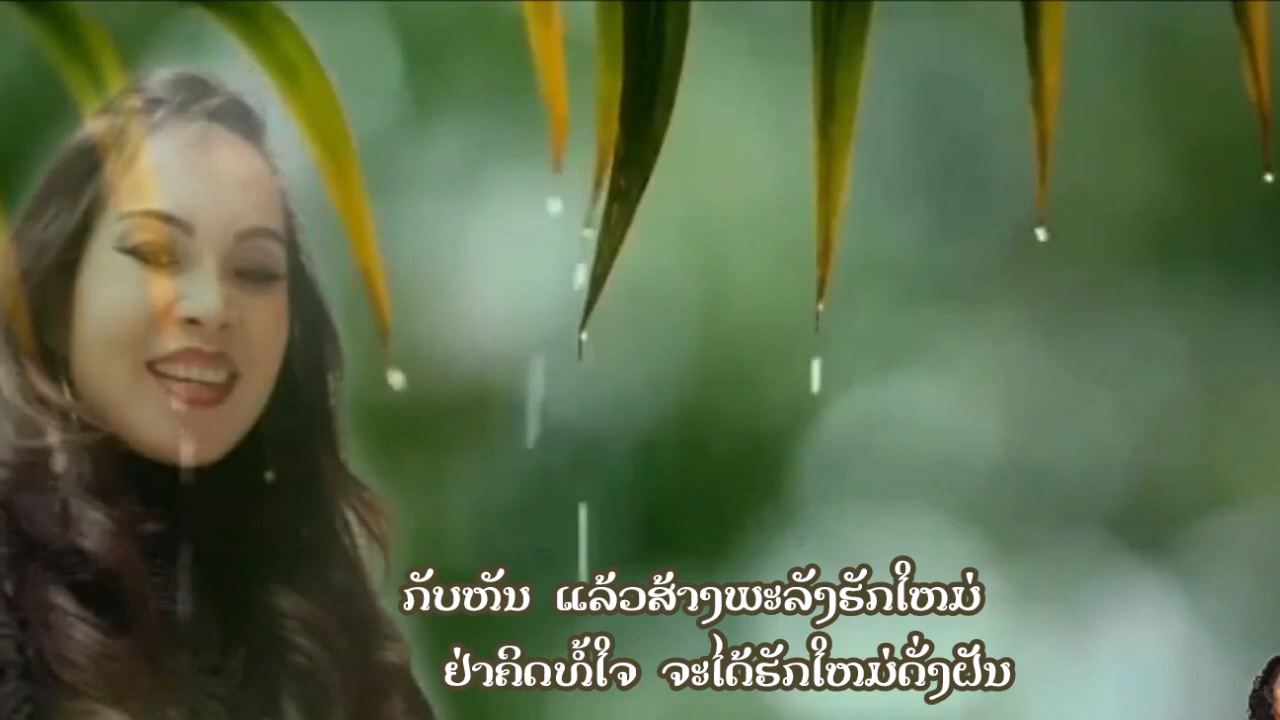 ກັບຫັນ ແລ້ວສ້າງພະລັງຮັກໃຫມ່
ຢ່າຄິດທໍ້ໃຈ ຈະໄດ້ຮັກໃຫມ່ດັ່ງຝັນ